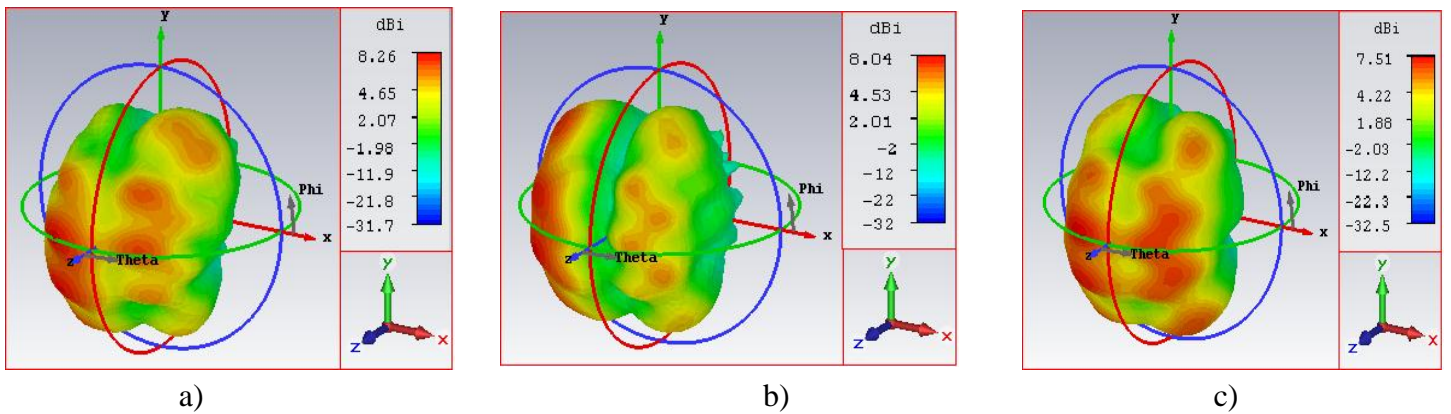 y
dBi
8.26
4.65
2.07
-1.98
-11.9
-21.8
-31.7
Phi
x
z
Theta
y
x
z
a)
y
dBi
8.04
4.53
2.01
-2
-12
-22
-32
Phi
x
z
Theta
y
x
z
b)
y
dBi
7.51
4.22
1.88
-2.03
-12.2
-22.3
-32.5
Phi
x
z
Theta
y
x
z
c)